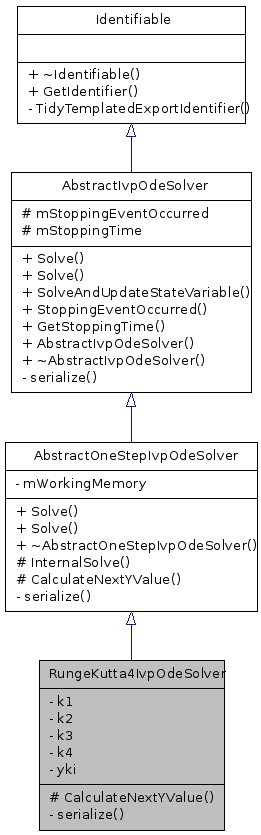 Identifiable
+ ~Identifiable()
+ GetIdentifier()
- TidyTemplatedExportIdentifier()
AbstractIvpOdeSolver
# mStoppingEventOccurred
# mStoppingTime
+ Solve()
+ Solve()
+ SolveAndUpdateStateVariable()
+ StoppingEventOccurred()
+ GetStoppingTime()
+ AbstractIvpOdeSolver()
+ ~AbstractIvpOdeSolver()
- serialize()
AbstractOneStepIvpOdeSolver
- mWorkingMemory
+ Solve()
+ Solve()
+ ~AbstractOneStepIvpOdeSolver()
# InternalSolve()
# CalculateNextYValue()
- serialize()
RungeKutta4IvpOdeSolver
- k1
- k2
- k3
- k4
- yki
# CalculateNextYValue()
- serialize()